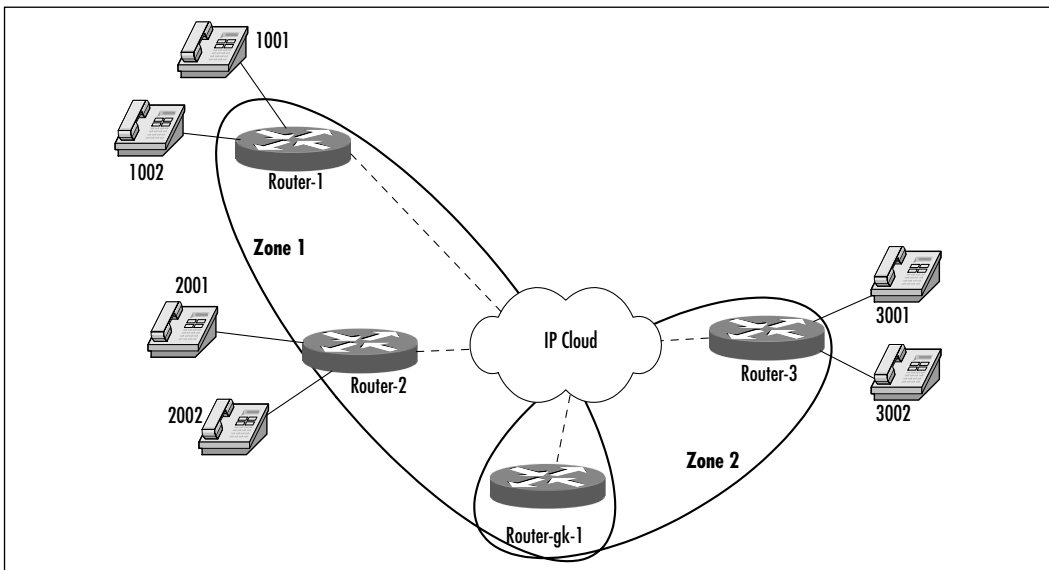 1001
1002
Router-1
Zone 1
2001
2002
Router-2
IP Cloud
Router-3
3001
3002
Zone 2
Router-gk-1